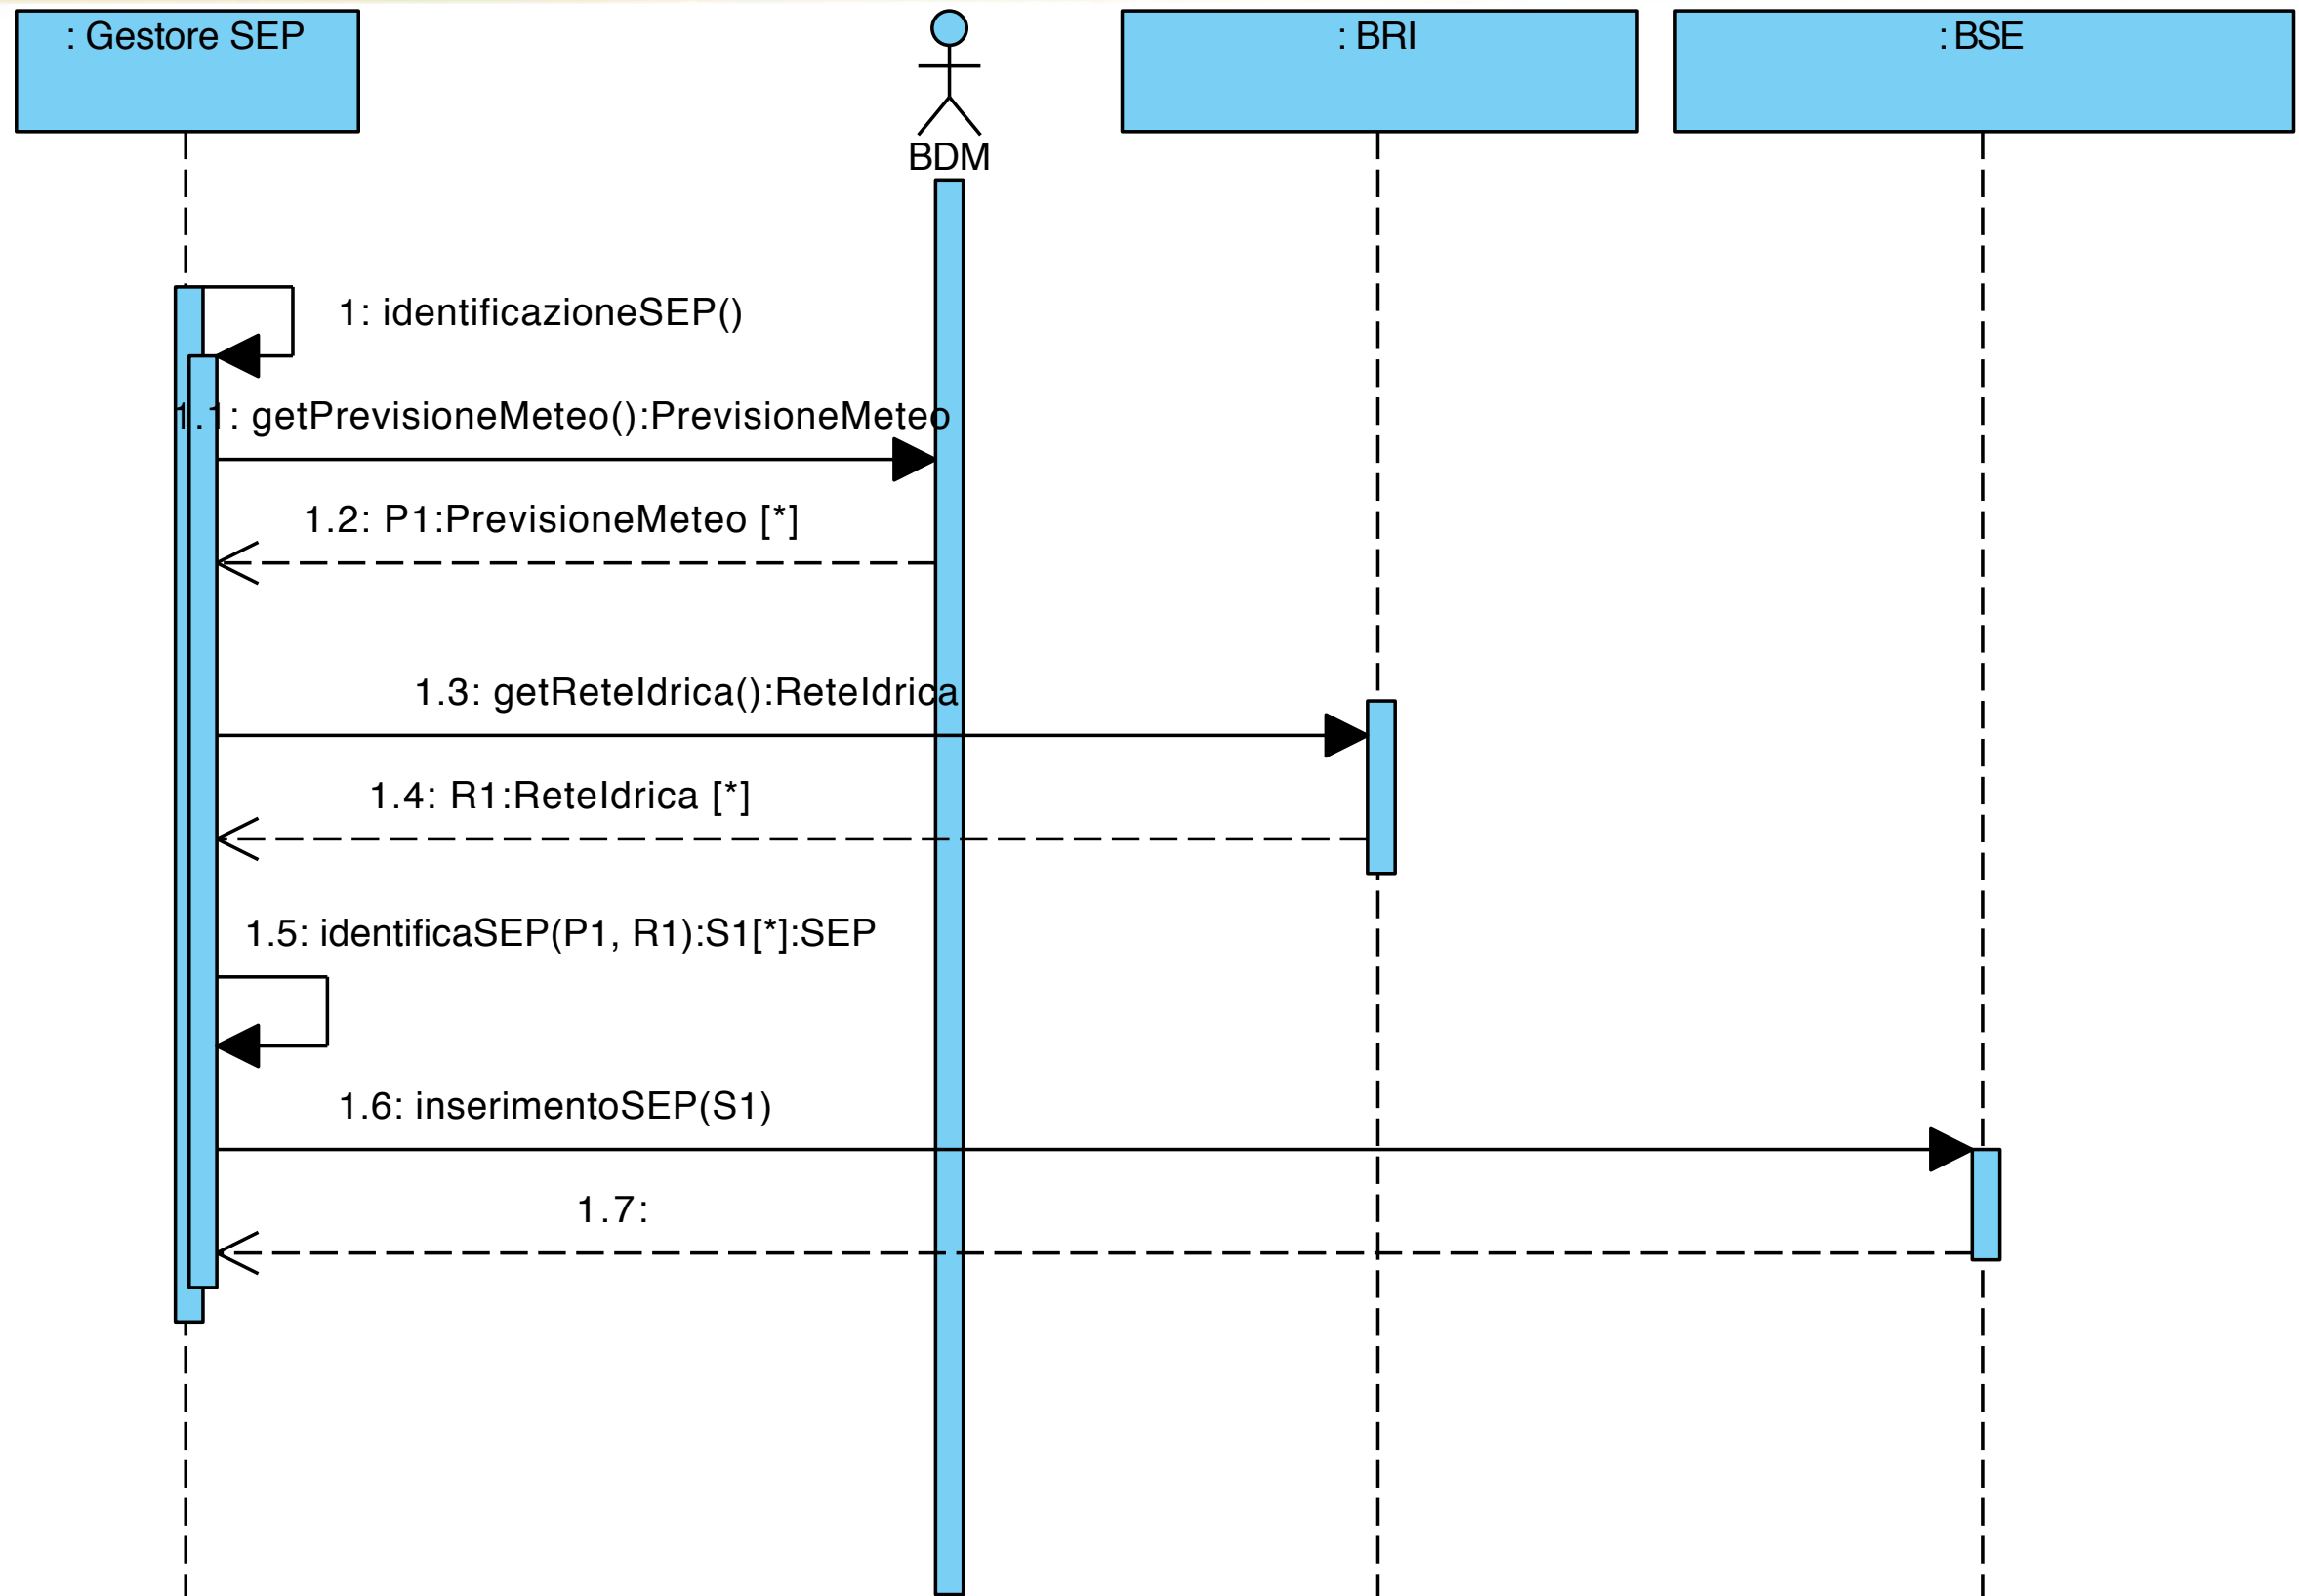 : Gestore SEP
BDM
: BRI
: BSE
1: identificazioneSEP()
1.1: getPrevisioneMeteo():PrevisioneMeteo
1.2: P1:PrevisioneMeteo [*]
1.3: getReteIdrica():ReteIdrica
1.4: R1:ReteIdrica [*]
1.5: identificaSEP(P1, R1):S1[*]:SEP
1.6: inserimentoSEP(S1)
1.7: